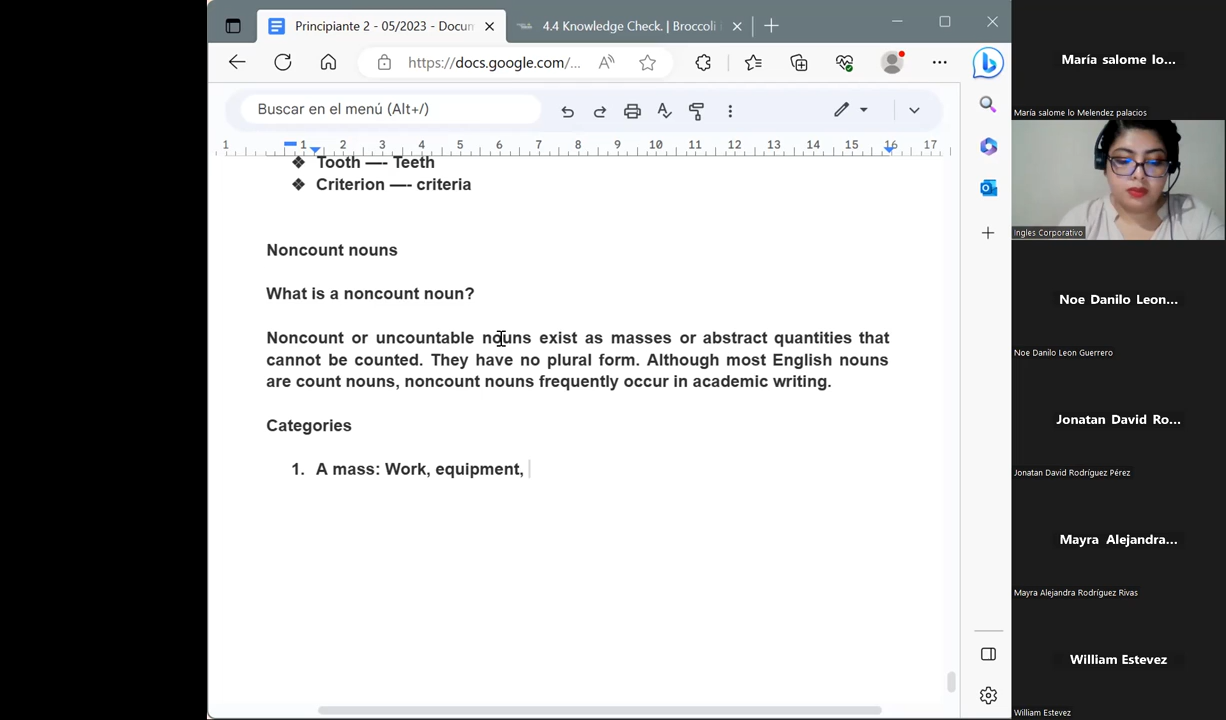 Principiante 2 - 05/2023 - Docum
4.4 Knowledge Check. | Broccoli i
https://docs.google.com/...
Buscar en el menú (Alt+/)
1 1 2 3 4 5 6 7 8 9 10 11 12 13 14 15 16 17
❖ Tooth —- Teeth
❖ Criterion —- criteria
Noncount nouns
What is a noncount noun?
Noncount or uncountable nouns exist as masses or abstract quantities that
cannot be counted. They have no plural form. Although most English nouns
are count nouns, noncount nouns frequently occur in academic writing.
Categories
1. A mass: Work, equipment,
María salome lo...
María salome lo Melendez palacios
Ingles Corporativo
Noe Danilo Leon...
Noe Danilo Leon Guerrero
Jonatan David Ro...
Jonatan David Rodríguez Pérez
Mayra Alejandra...
Mayra Alejandra Rodríguez Rivas
William Estevez
William Estevez